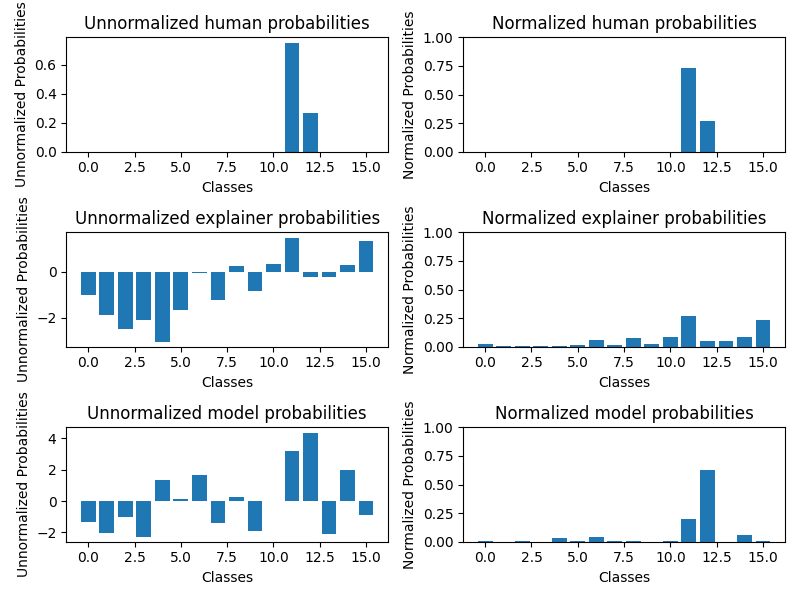 Unnormalized human probabilities
Unnormalized Probabilities
0.6
0.4
0.2
0.0
0.0 2.5 5.0 7.5 10.0 12.5 15.0
Classes
Normalized human probabilities
Normalized Probabilities
1.00
0.75
0.50
0.25
0.00
0.0 2.5 5.0 7.5 10.0 12.5 15.0
Classes
Unnormalized explainer probabilities
Unnormalized Probabilities
0
−2
0.0 2.5 5.0 7.5 10.0 12.5 15.0
Classes
Normalized explainer probabilities
Normalized Probabilities
1.00
0.75
0.50
0.25
0.00
0.0 2.5 5.0 7.5 10.0 12.5 15.0
Classes
Unnormalized model probabilities
Unnormalized Probabilities
4
2
0
−2
0.0 2.5 5.0 7.5 10.0 12.5 15.0
Classes
Normalized model probabilities
Normalized Probabilities
1.00
0.75
0.50
0.25
0.00
0.0 2.5 5.0 7.5 10.0 12.5 15.0
Classes